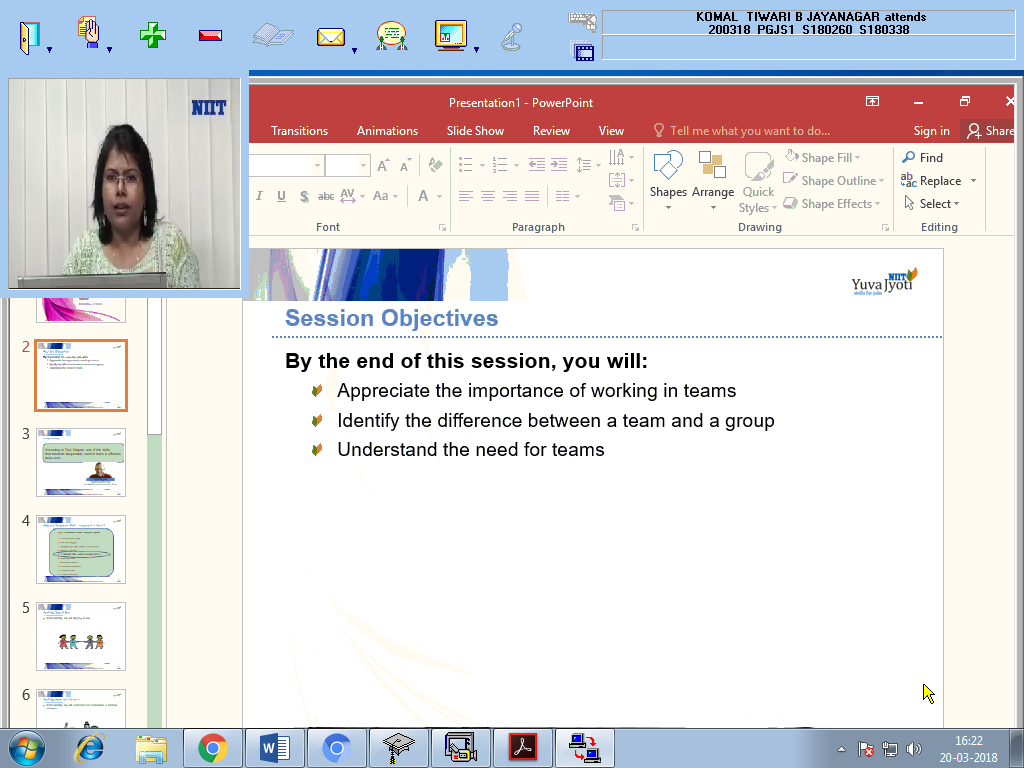 KOMAL TIWARI B JAYANAGAR attends
200318 PGJS1 S180260 S180338
NIIT
Presentation1 - PowerPoint
Transitions Animations Slide Show Review View Tell me what you want to do... Sign in Share
Shapes Arrange Quick Styles
Shape Fill
Shape Outline
Shape Effects
Find
Replace
Select
I U S abc AV Aa A
Font Paragraph Drawing Editing
NIIT
Yuva Jyoti
Session Objectives
By the end of this session, you will:
Appreciate the importance of working in teams
Identify the difference between a team and a group
Understand the need for teams
2
3
4
5
6
16:22
20-03-2018